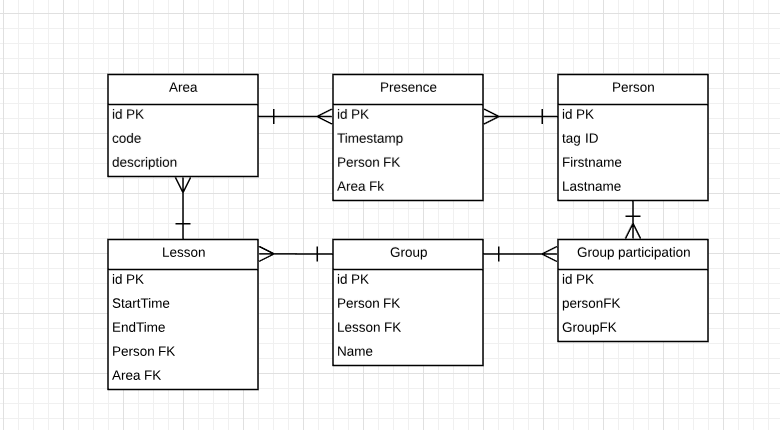 Area
id PK
code
description
Presence
id PK
Timestamp
Person FK
Area Fk
Person
id PK
tag ID
Firstname
Lastname
Lesson
id PK
StartTime
EndTime
Person FK
Area FK
Group
id PK
Person FK
Lesson FK
Name
Group participation
id PK
personFK
GroupFK